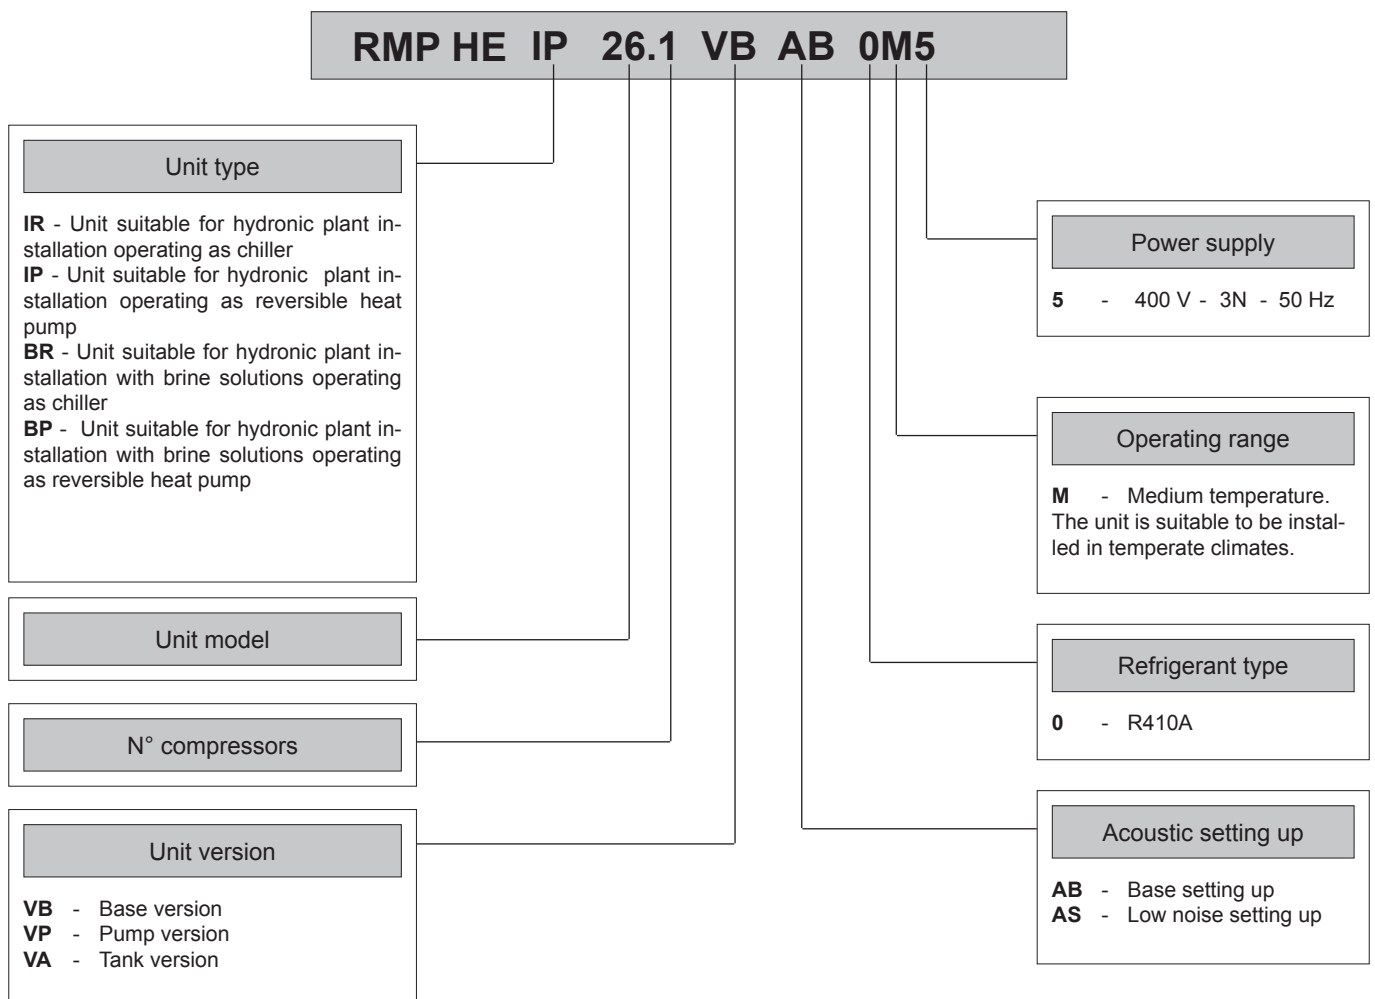 RMP HE IP 26.1 VB AB 0M5
Unit type
IR - Unit suitable for hydronic plant in-
stallation operating as chiller
IP - Unit suitable for hydronic plant in-
stallation operating as reversible heat
pump
BR - Unit suitable for hydronic plant in-
stallation with brine solutions operating
as chiller
BP - Unit suitable for hydronic plant in-
stallation with brine solutions operating
as reversible heat pump
Unit model
N° compressors
Unit version
VB - Base version
VP - Pump version
VA - Tank version
Power supply
5 - 400 V - 3N - 50 Hz
Operating range
M - Medium temperature.
The unit is suitable to be instal-
led in temperate climates.
Refrigerant type
0 - R410A
Acoustic setting up
AB - Base setting up
AS - Low noise setting up